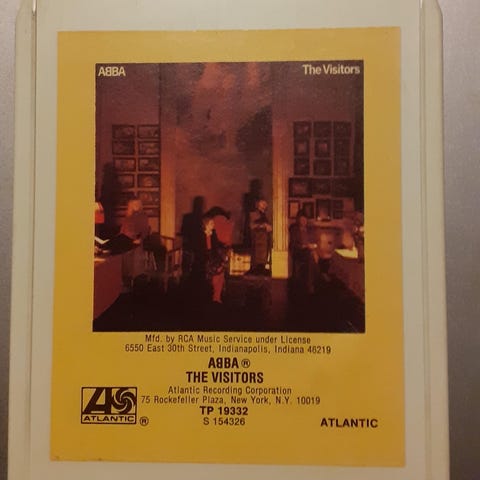 ABBA The Visitors
Mfd. by RCA Music Service under License
6550 East 30th Street, Indianapolis, Indiana 46219
ABBA®
THE VISITORS
Atlantic Recording Corporation
75 Rockefeller Plaza, New York, N.Y. 10019
TP 19332
S 154326
ATLANTIC ®
ATLANTIC